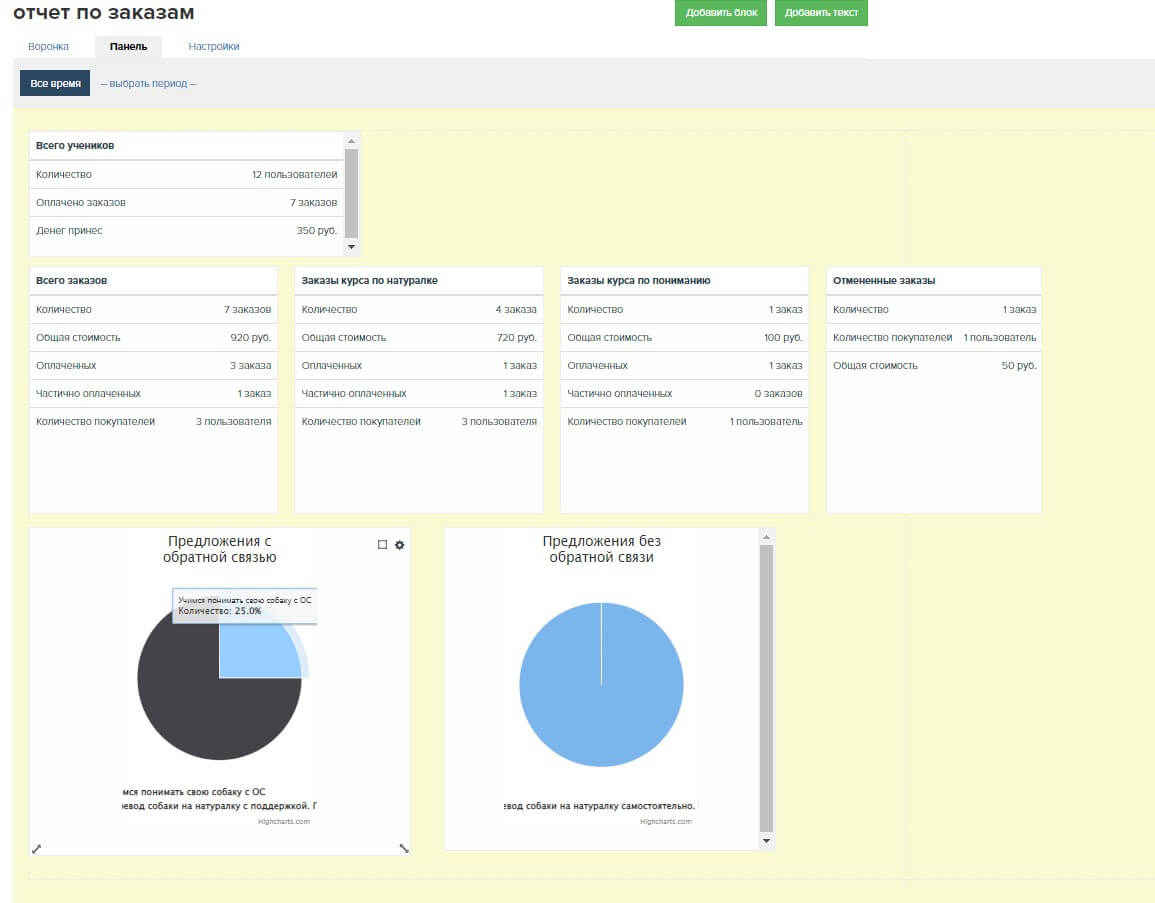 отчет по заказам
Добавить блок
Добавить текст
Воронка
Панель
Настройки
Все время
– выбрать период –
Всего учеников
Количество 12 пользователей
Оплачено заказов 7 заказов
Денег принес 350 руб.
Всего заказов
Количество 7 заказов
Общая стоимость 920 руб.
Оплаченных 3 заказа
Частично оплаченных 1 заказ
Количество покупателей 3 пользователя
Заказы курса по натуралке
Количество 4 заказа
Общая стоимость 720 руб.
Оплаченных 1 заказ
Частично оплаченных 1 заказ
Количество покупателей 3 пользователя
Заказы курса по пониманию
Количество 1 заказ
Общая стоимость 100 руб.
Оплаченных 1 заказ
Частично оплаченных 0 заказов
Количество покупателей 1 пользователь
Отмененные заказы
Количество 1 заказ
Количество покупателей 1 пользователь
Общая стоимость 50 руб.
Предложения с
обратной связью
Учимся понимать свою собаку с ОС
Количество: 25.0%
мся понимать свою собаку с ОС
евод собаки на натуралку с поддержкой.
Highcharts.com
Предложения без
обратной связи
евод собаки на натуралку самостоятельно.
Highcharts.com